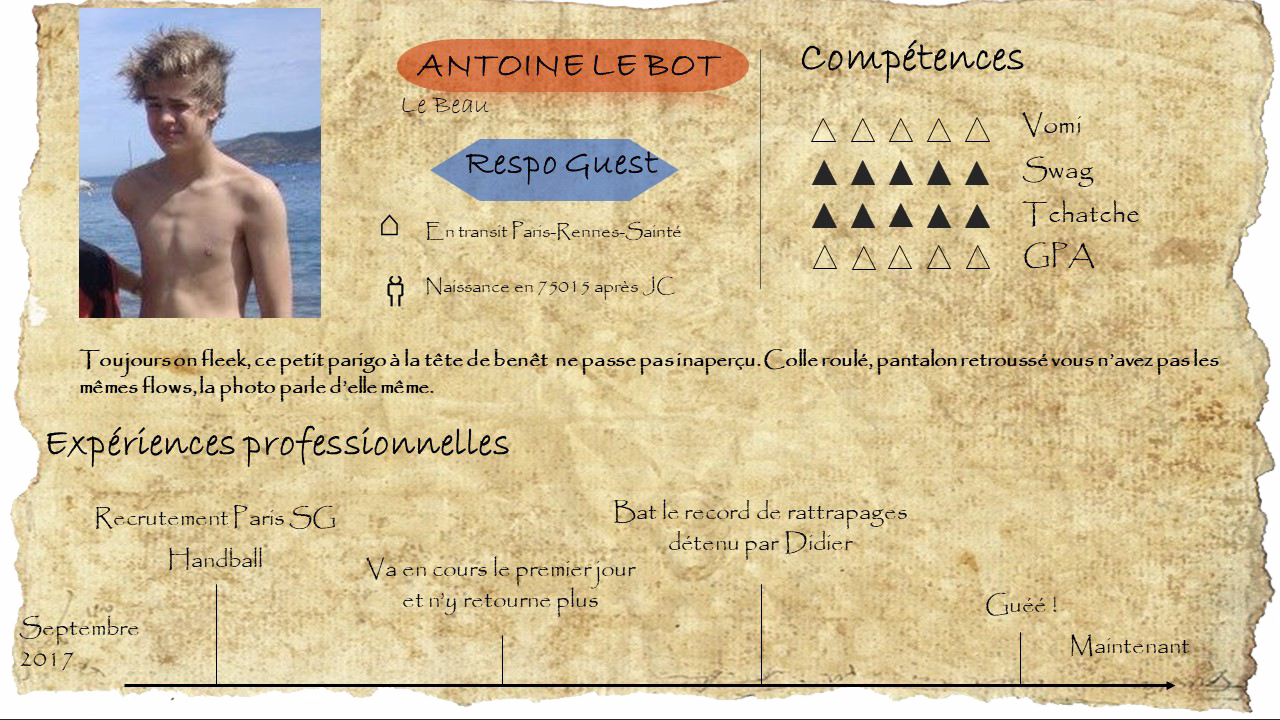 ANTOINE LE BOT
Le Beau
Respo Guest
En transit Paris-Rennes-Sainté
Naissance en 75015 après JC
Compétences
Vomi
Swag
Tchatche
GPA
Toujours on fleek, ce petit parigo à la tête de benêt ne passe pas inaperçu. Colle roulé, pantalon retroussé vous n'avez pas les
mêmes flows, la photo parle d'elle même.
Expériences professionnelles
Recrutement Paris SG
Handball
Va en cours le premier jour
et n'y retourne plus
Bat le record de rattrapages
détenu par Didier
Guéé !
Septembre
2017
Maintenant